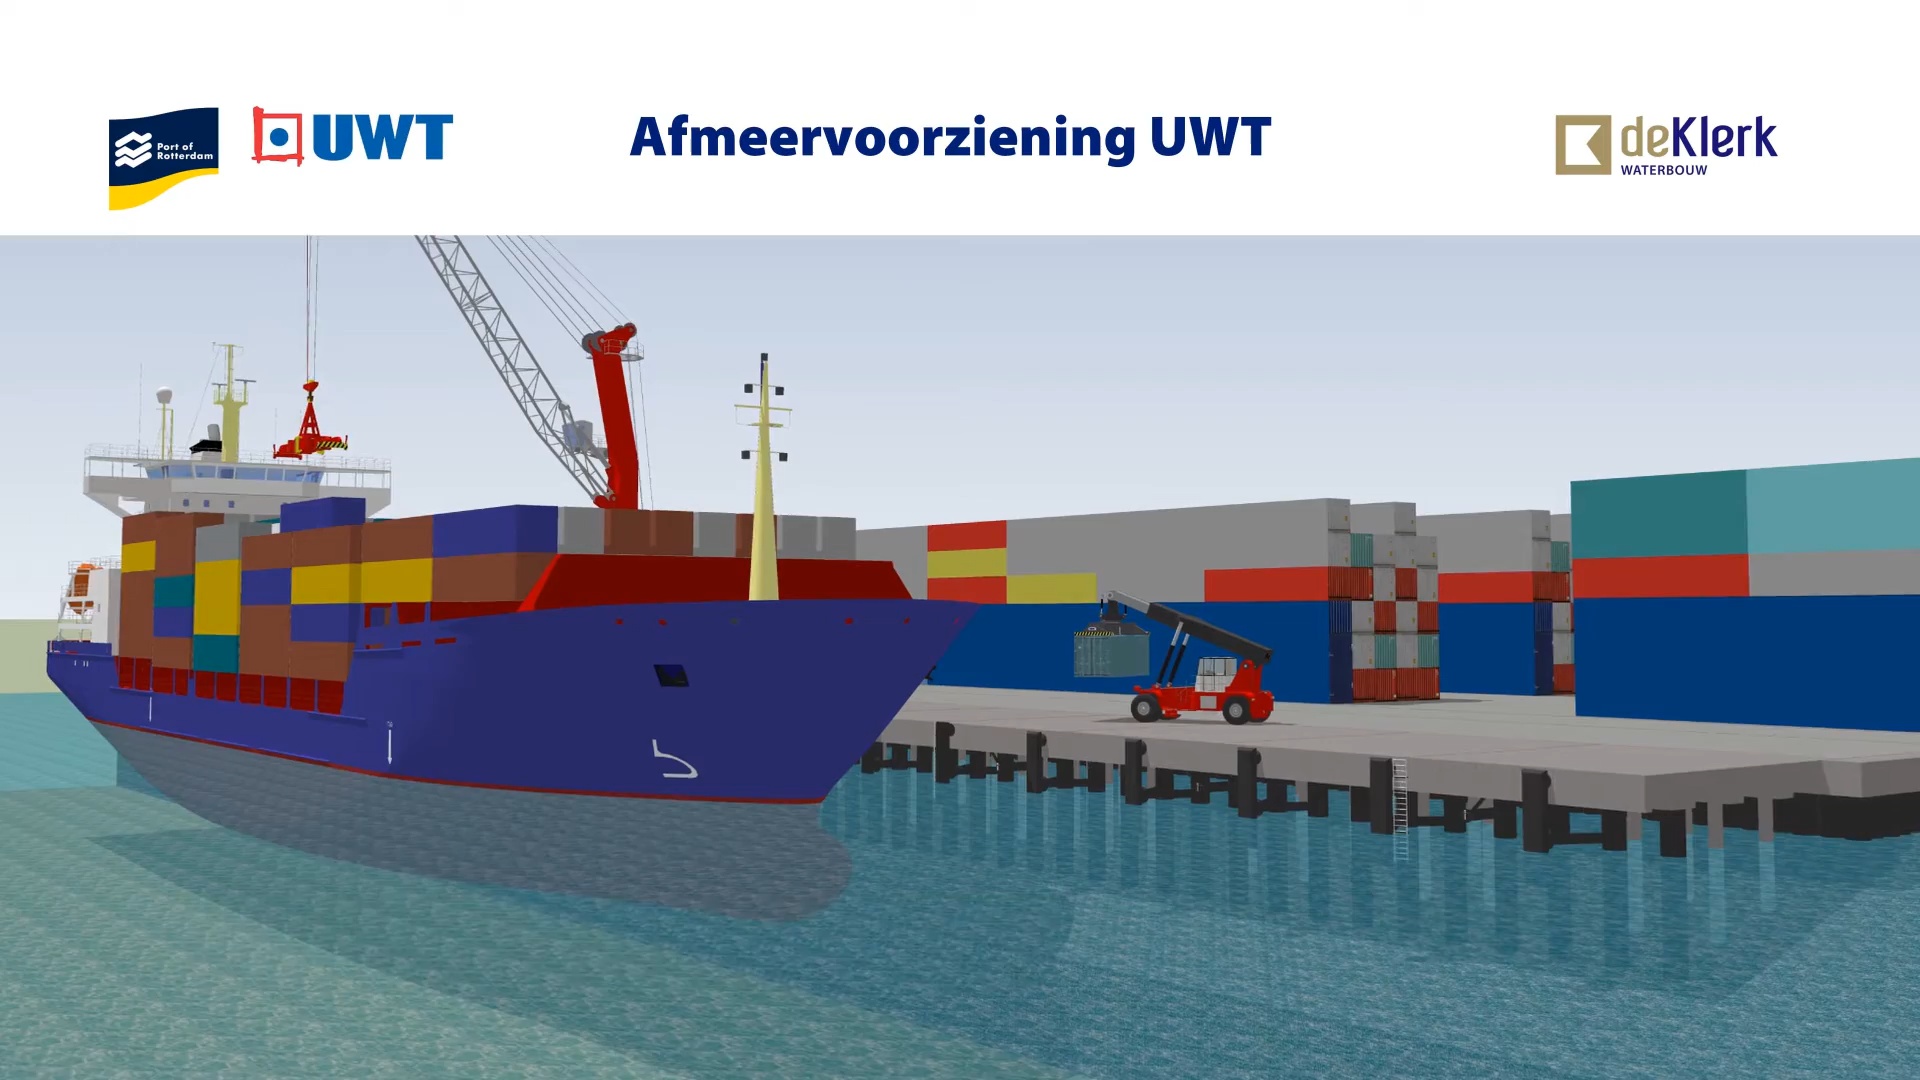 Port of
Rotterdam
UWT
Afmeervoorziening UWT
deKlerk
WATERBOUW